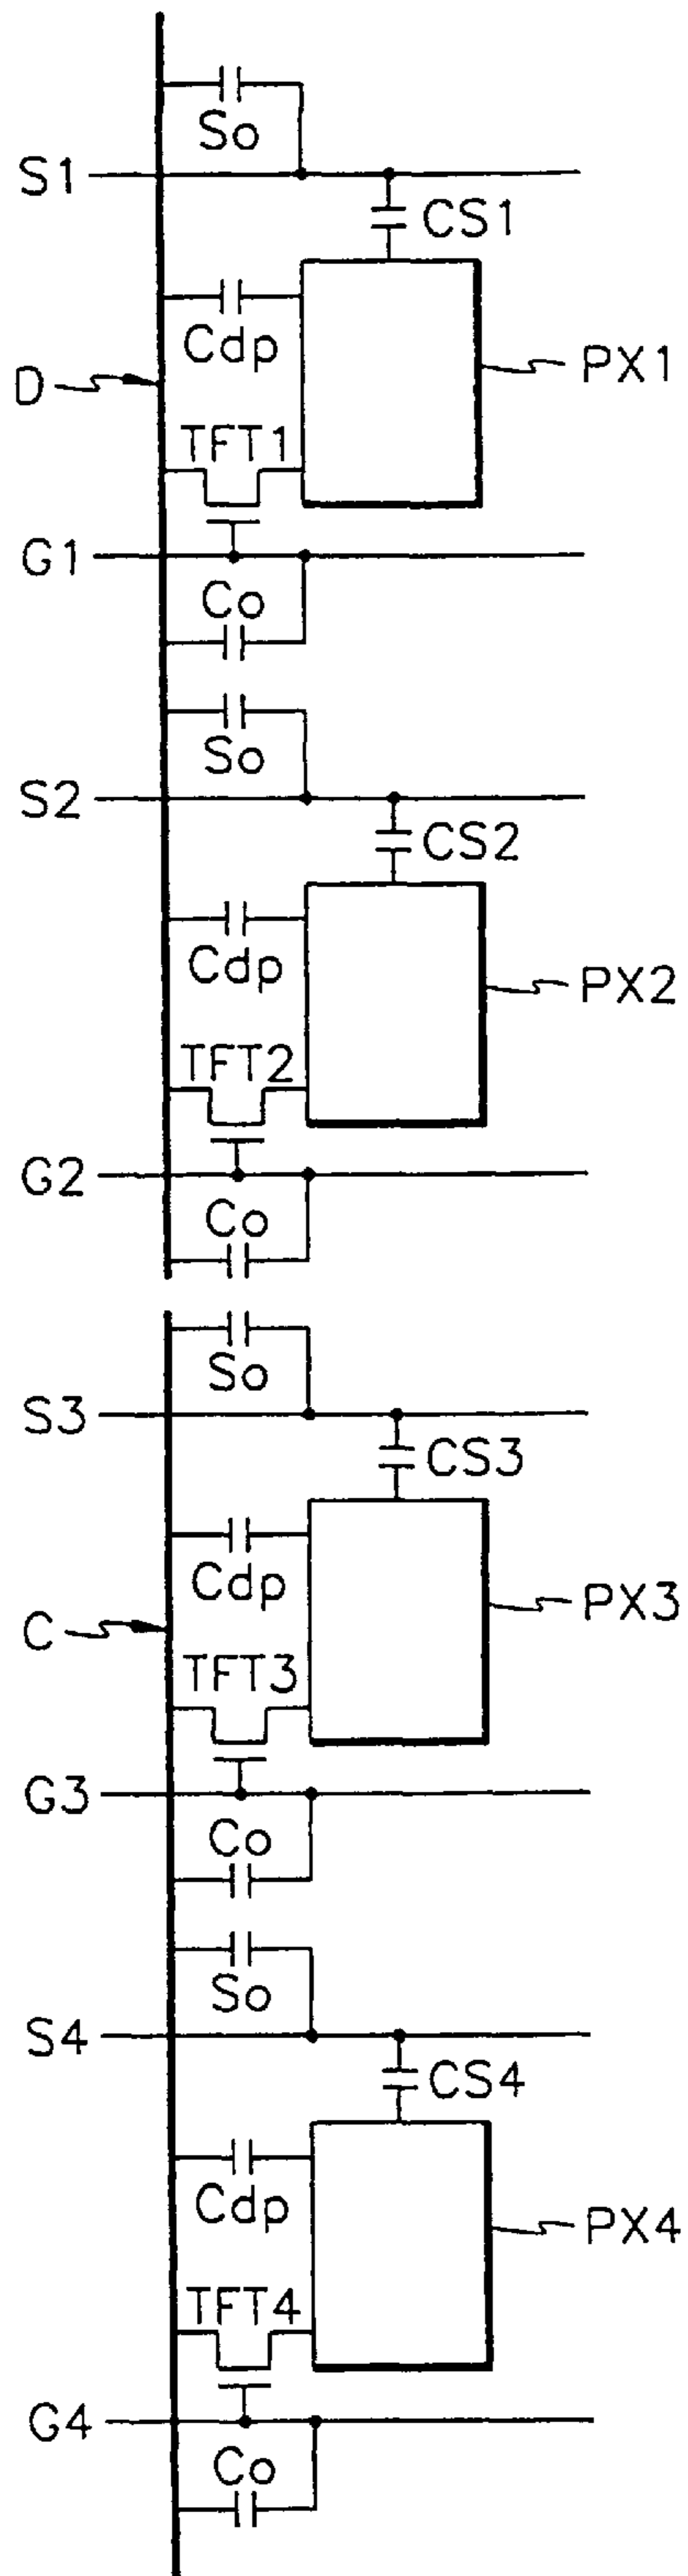 So
S1
CS1
Cdp
PX1
D
TFT1
G1
Co
So
S2
CS2
Cdp
PX2
TFT2
G2
Co
So
S3
CS3
Cdp
PX3
C
TFT3
G3
Co
So
S4
CS4
Cdp
PX4
TFT4
G4
Co